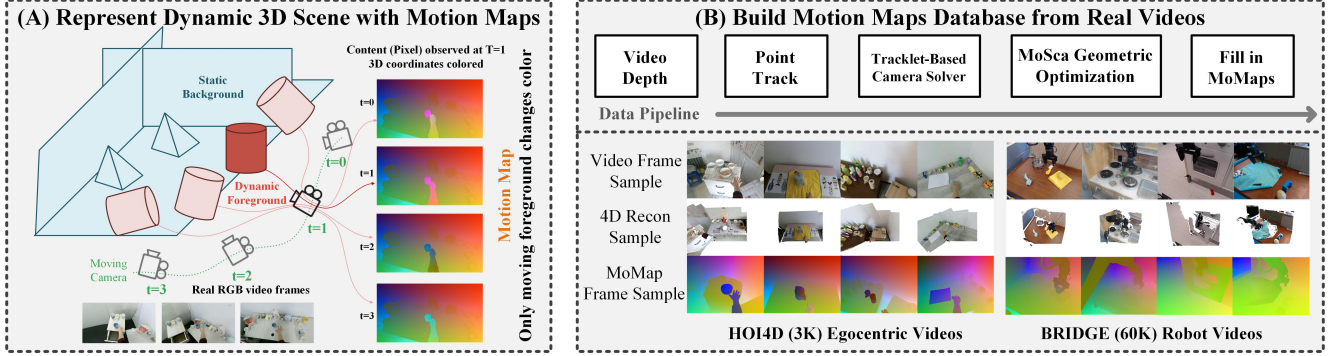 (A) Represent Dynamic 3D Scene with Motion Maps
Content (Pixel) observed at T=1
3D coordinates colored
Static
Background
Dynamic
Foreground
t=0
t=1
t=2
t=3
Moving
Camera
Real RGB video frames
t=0
t=1
t=2
t=3
Motion Map
Only moving foreground changes color
(B) Build Motion Maps Database from Real Videos
Video
Depth
Point
Track
Tracklet-Based
Camera Solver
MoSca Geometric
Optimization
Fill in
MoMaps
Data Pipeline
Video Frame
Sample
4D Recon
Sample
MoMap
Frame Sample
HOI4D (3K) Egocentric Videos
BRIDGE (60K) Robot Videos